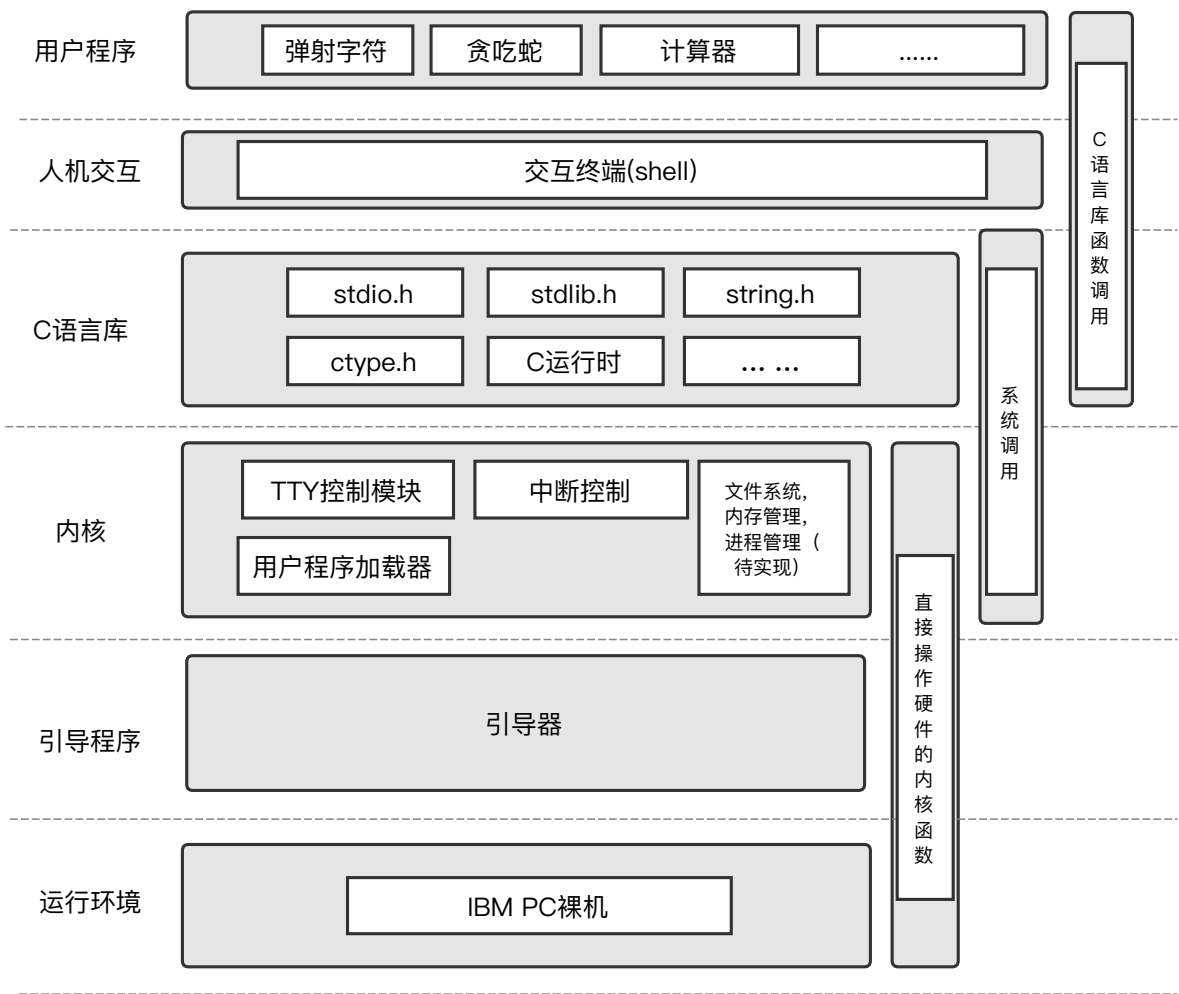 用户程序
弹射字符
贪吃蛇
计算器
......
人机交互
交互终端(shell)
C语言库函数调用
C语言库
stdio.h
stdlib.h
string.h
ctype.h
C运行时
... ...
系统调用
内核
TTY控制模块
中断控制
文件系统,
内存管理,
进程管理（
待实现）
用户程序加载器
直接操作硬件的内核函数
引导程序
引导器
运行环境
IBM PC裸机